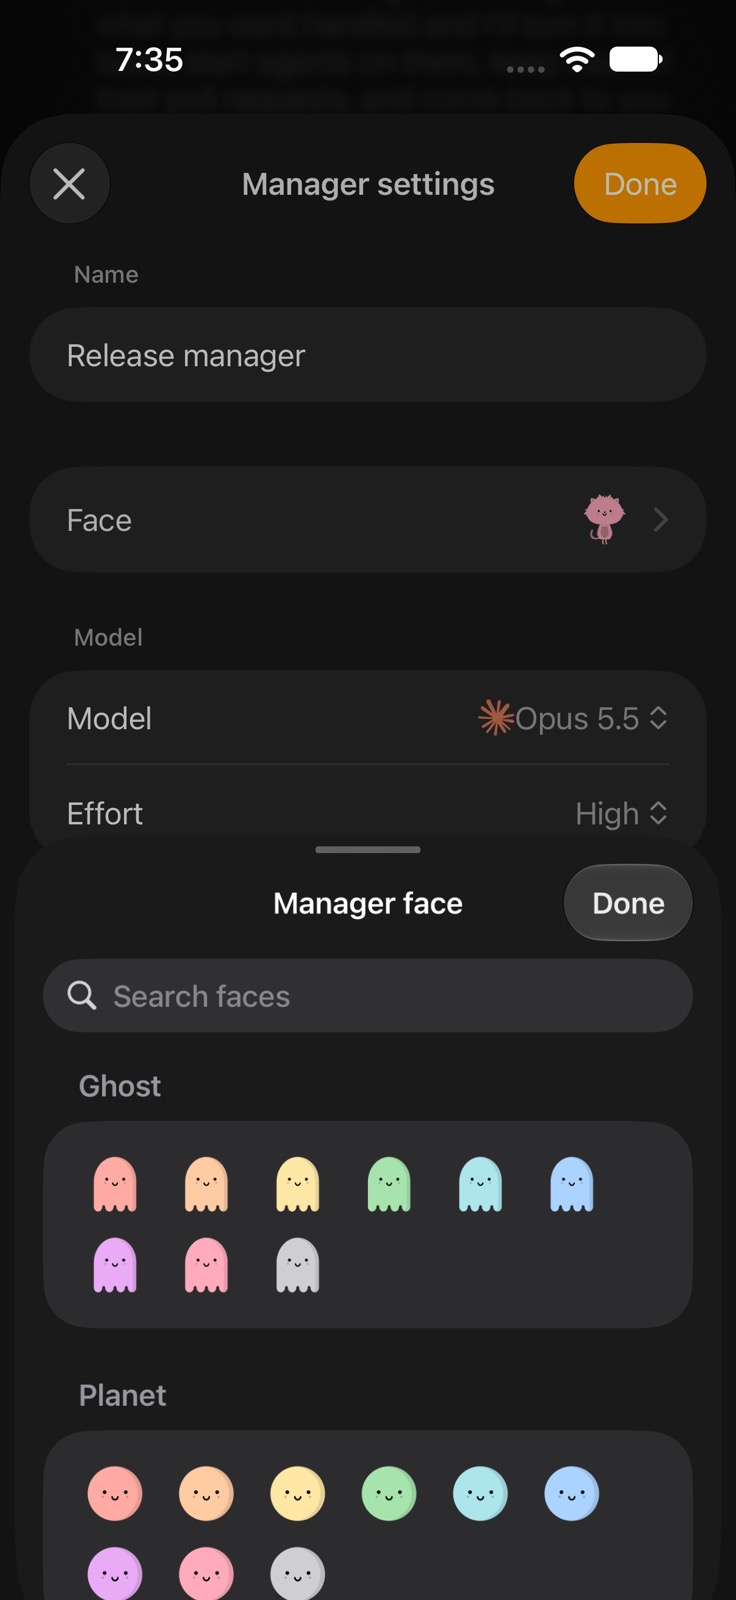 7:35
Manager settings
Done
Name
Release manager
Face
Model
Model
Opus 5.5
Effort
High
Manager face
Done
Search faces
Ghost
Planet